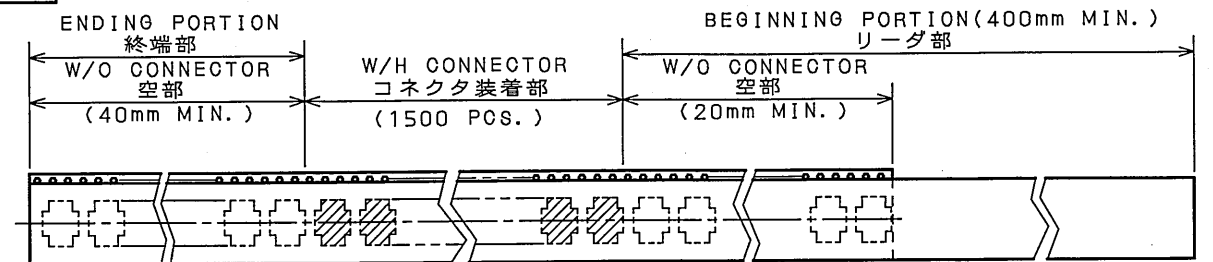 ENDING PORTION
終端部
W/O CONNECTOR
空部
(40mm MIN.)
W/H CONNECTOR
コネクタ装着部
(1500 PCS.)
BEGINNING PORTION(400mm MIN.)
リーダ部
W/O CONNECTOR
空部
(20mm MIN.)